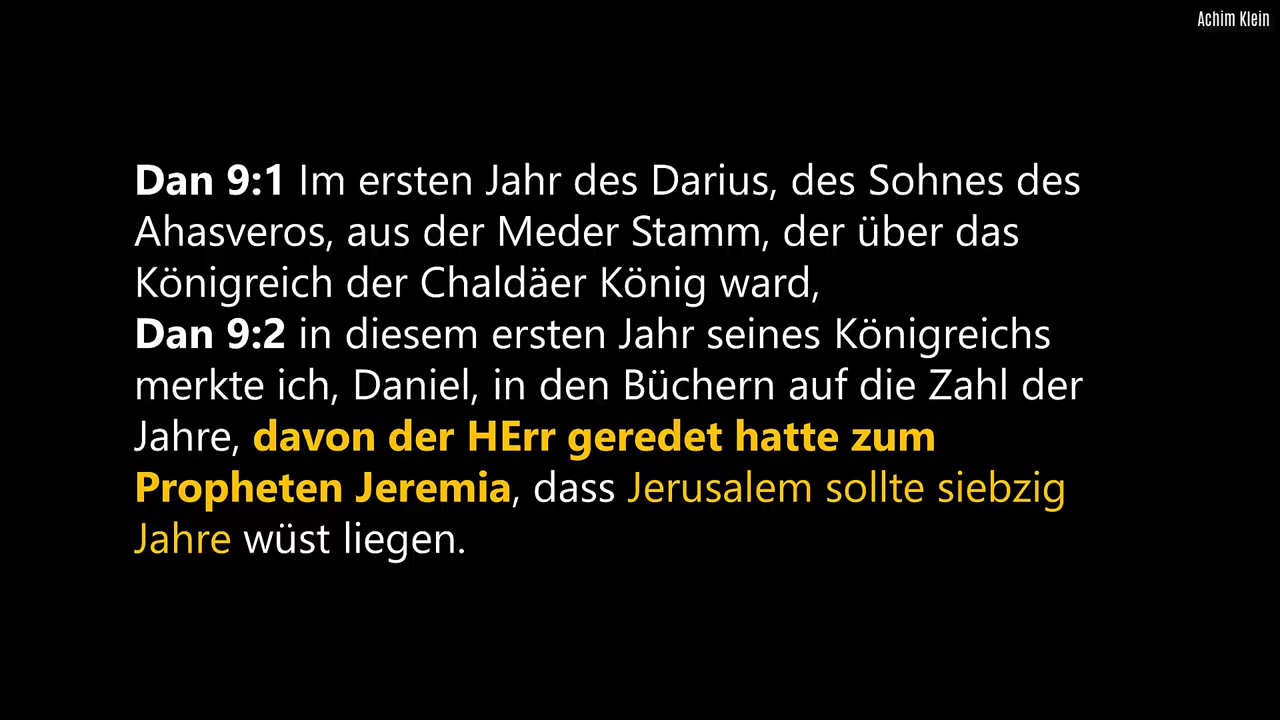 Achim Klein
Dan 9:1 Im ersten Jahr des Darius, des Sohnes des
Ahasveros, aus der Meder Stamm, der über das
Königreich der Chaldäer König ward,
Dan 9:2 in diesem ersten Jahr seines Königreichs
merkte ich, Daniel, in den Büchern auf die Zahl der
Jahre, davon der HErr geredet hatte zum
Propheten Jeremia, dass Jerusalem sollte siebzig
Jahre wüst liegen.